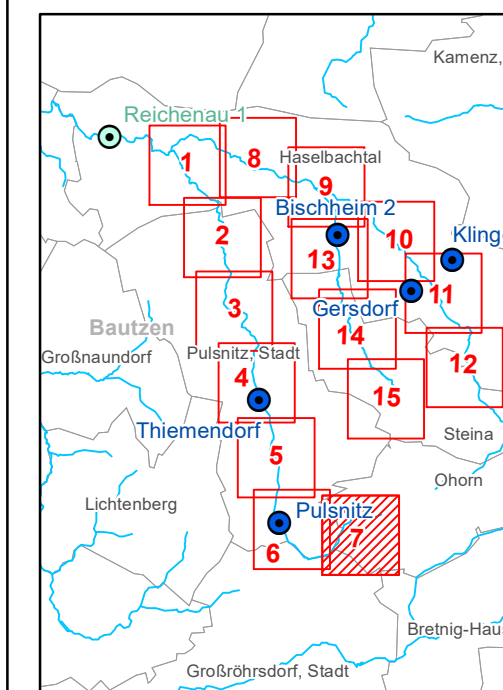 Kamenz,
Reichenau 1
1
8
Haselbachtal
9
Bischheim 2
2
10
Kling
13
11
3
Gersdorf
Bautzen
14
Großnaundorf
Pulsnitz, Stadt
12
4
15
Thiemendorf
Steina
5
Ohorn
Lichtenberg
Pulsnitz
6
7
Bretnig-Hau
Großröhrsdorf, Stadt